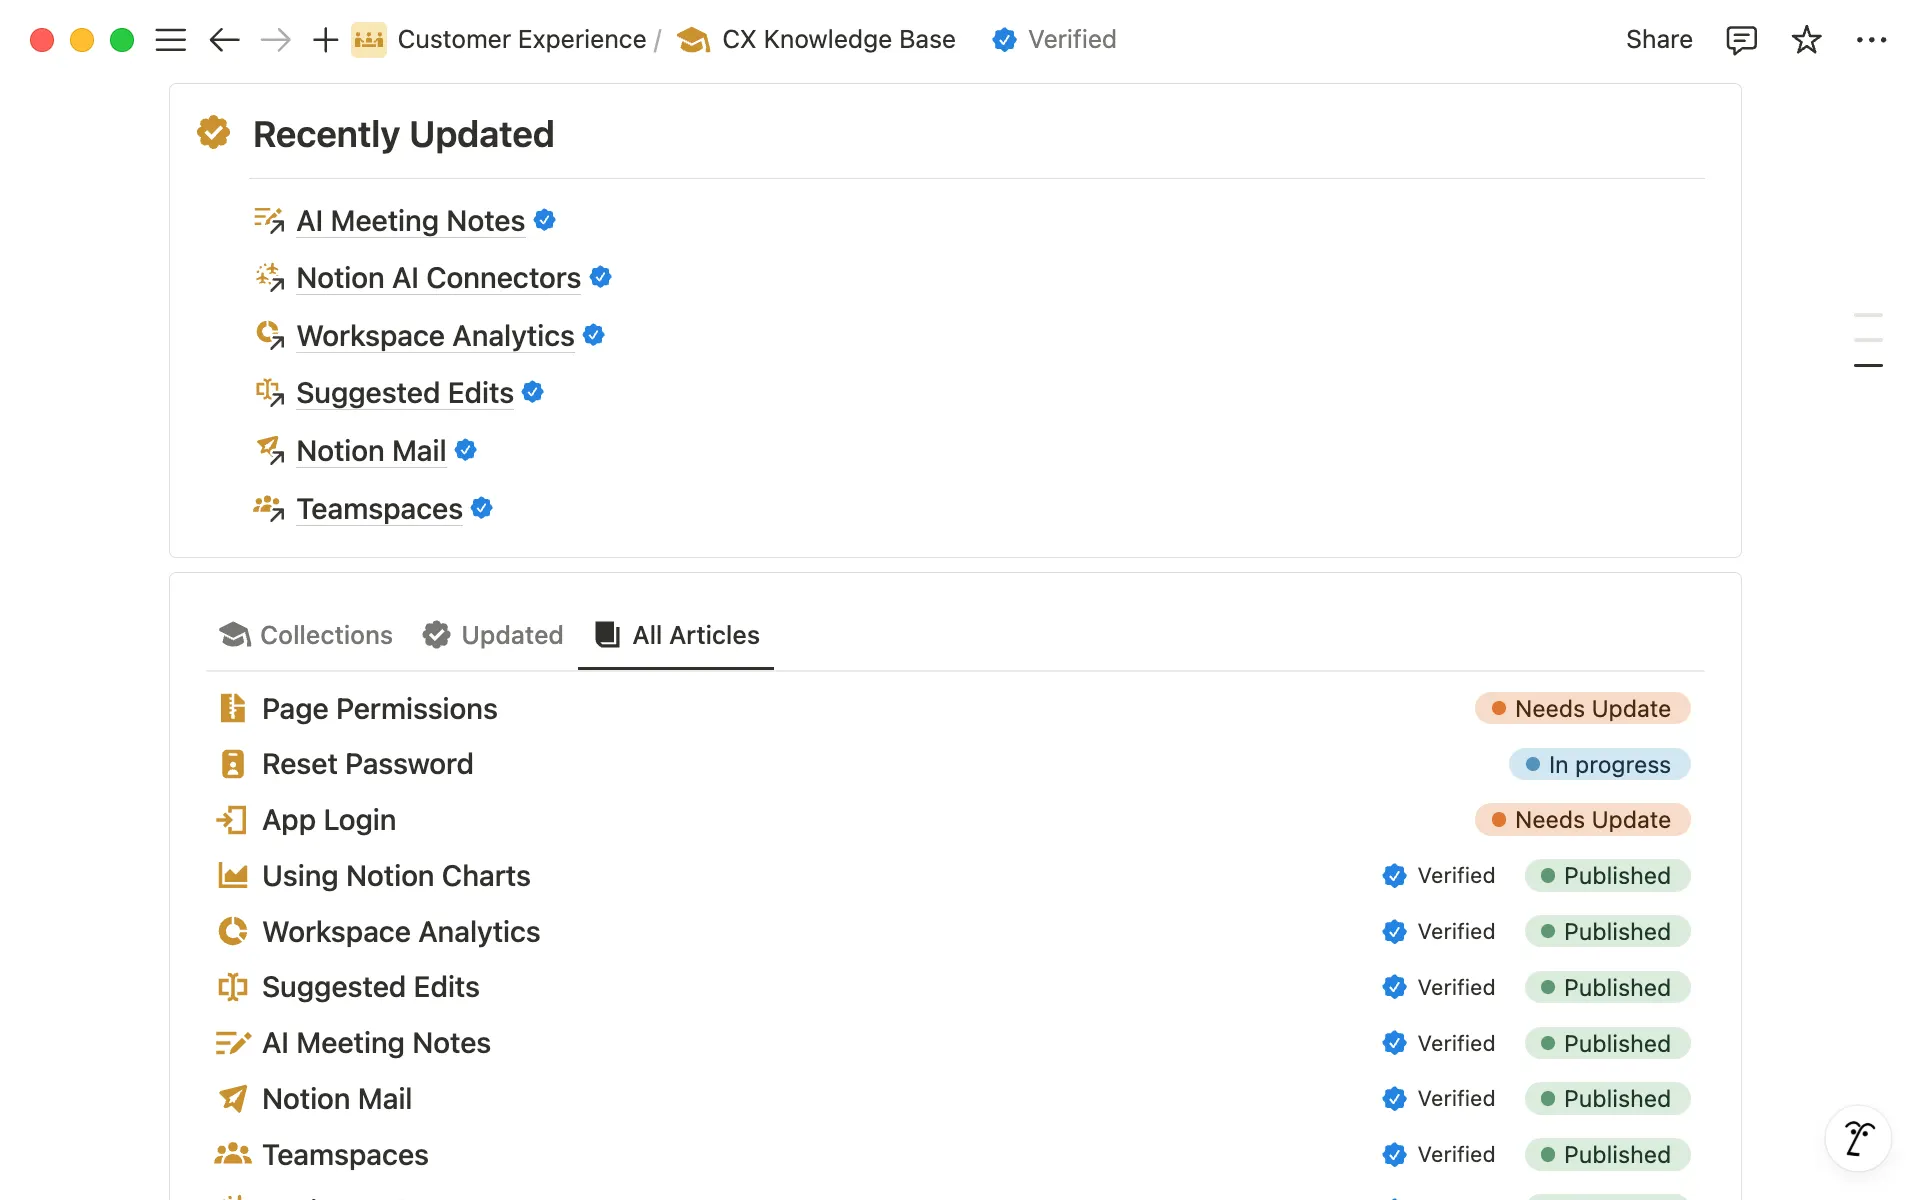 Customer Experience / CX Knowledge Base Verified Share
Recently Updated
AI Meeting Notes
Notion AI Connectors
Workspace Analytics
Suggested Edits
Notion Mail
Teamspaces
Collections Updated All Articles
Page Permissions Needs Update
Reset Password In progress
App Login Needs Update
Using Notion Charts Verified Published
Workspace Analytics Verified Published
Suggested Edits Verified Published
AI Meeting Notes Verified Published
Notion Mail Verified Published
Teamspaces Verified Published